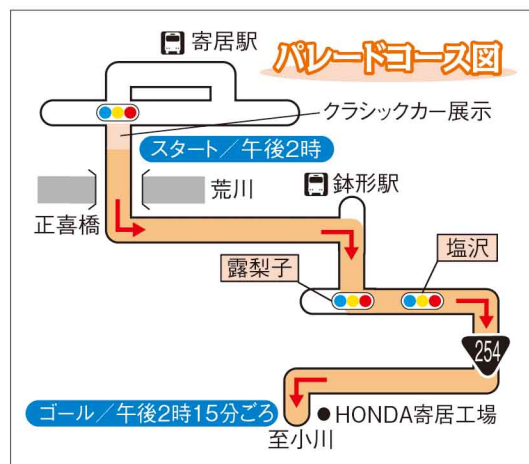 寄居駅
パレードコース図
クラシックカー展示
スタート／午後2時
荒川
鉢形駅
正喜橋
塩沢
露梨子
254
ゴール／午後2時15分ごろ
●HONDA寄居工場
至小川